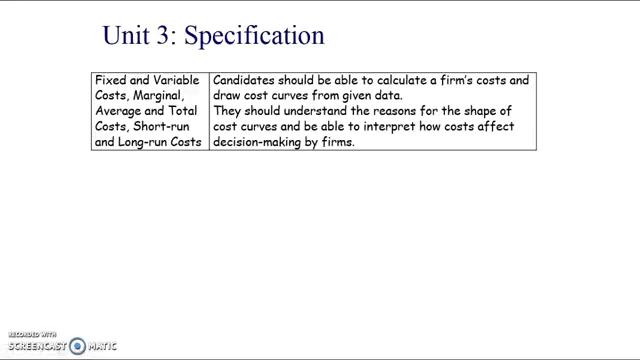 Unit 3: Specification
Fixed and Variable
Costs, Marginal,
Average and Total
Costs, Short-run
and Long-run Costs
Candidates should be able to calculate a firm's costs and
draw cost curves from given data.
They should understand the reasons for the shape of
cost curves and be able to interpret how costs affect
decision-making by firms.
RECORDED WITH
SCREENCAST MATIC